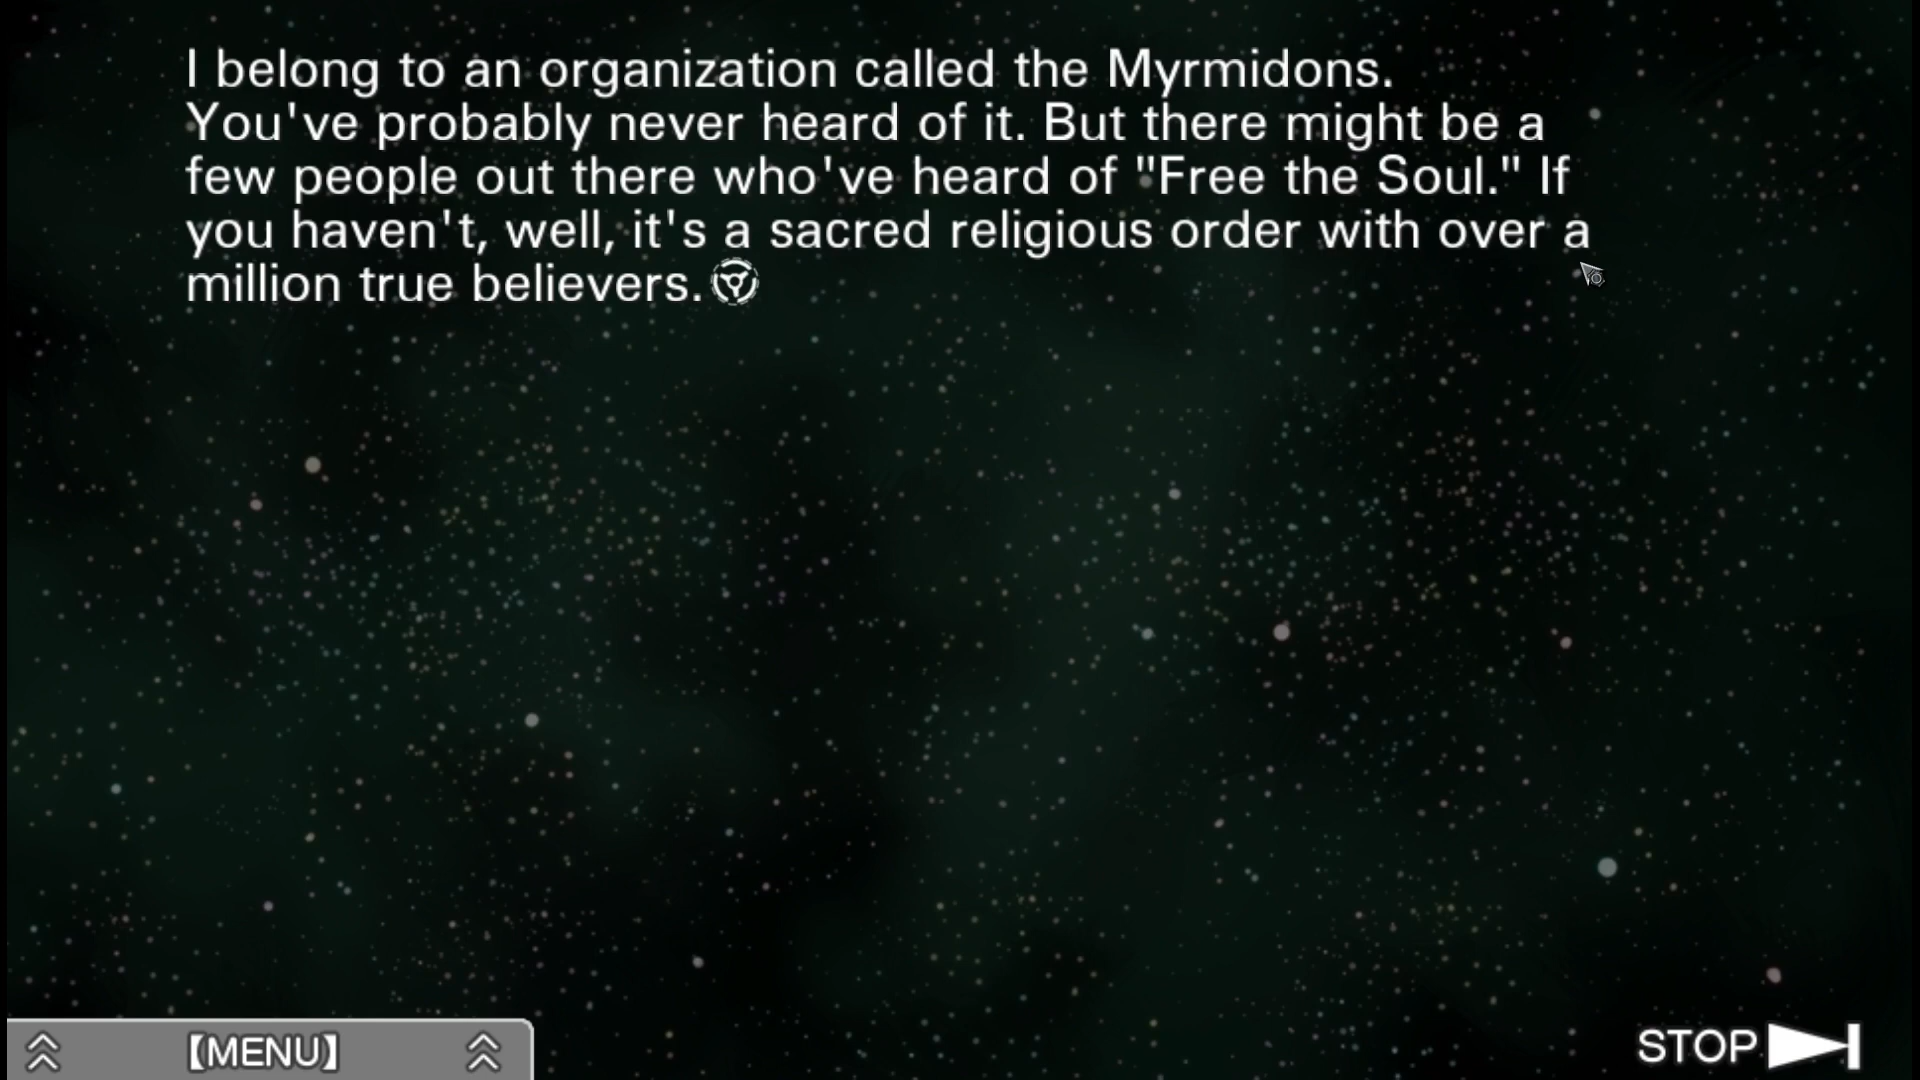 I belong to an organization called the Myrmidons.
You've probably never heard of it. But there might be a
few people out there who've heard of "Free the Soul." If
you haven't, well, it's a sacred religious order with over a
million true believers.
【MENU】
STOP